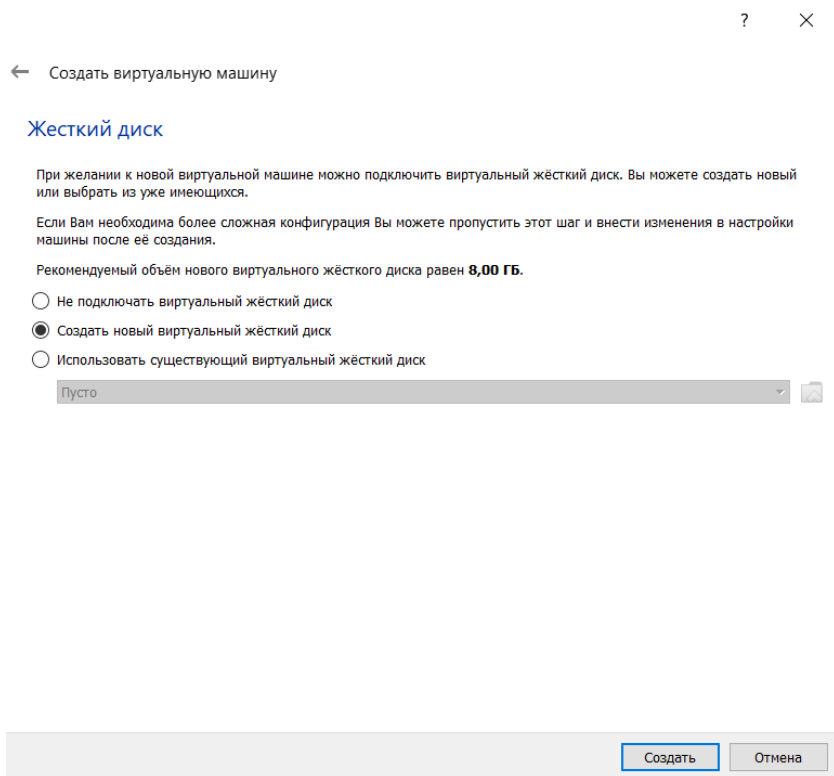 ?
Создать виртуальную машину
Жесткий диск
При желании к новой виртуальной машине можно подключить виртуальный жёсткий диск. Вы можете создать новый
или выбрать из уже имеющихся.
Если Вам необходима более сложная конфигурация Вы можете пропустить этот шаг и внести изменения в настройки
машины после её создания.
Рекомендуемый объём нового виртуального жёсткого диска равен 8,00 ГБ.
Не подключать виртуальный жёсткий диск
Создать новый виртуальный жёсткий диск
Использовать существующий виртуальный жёсткий диск
Пусто
Создать Отмена